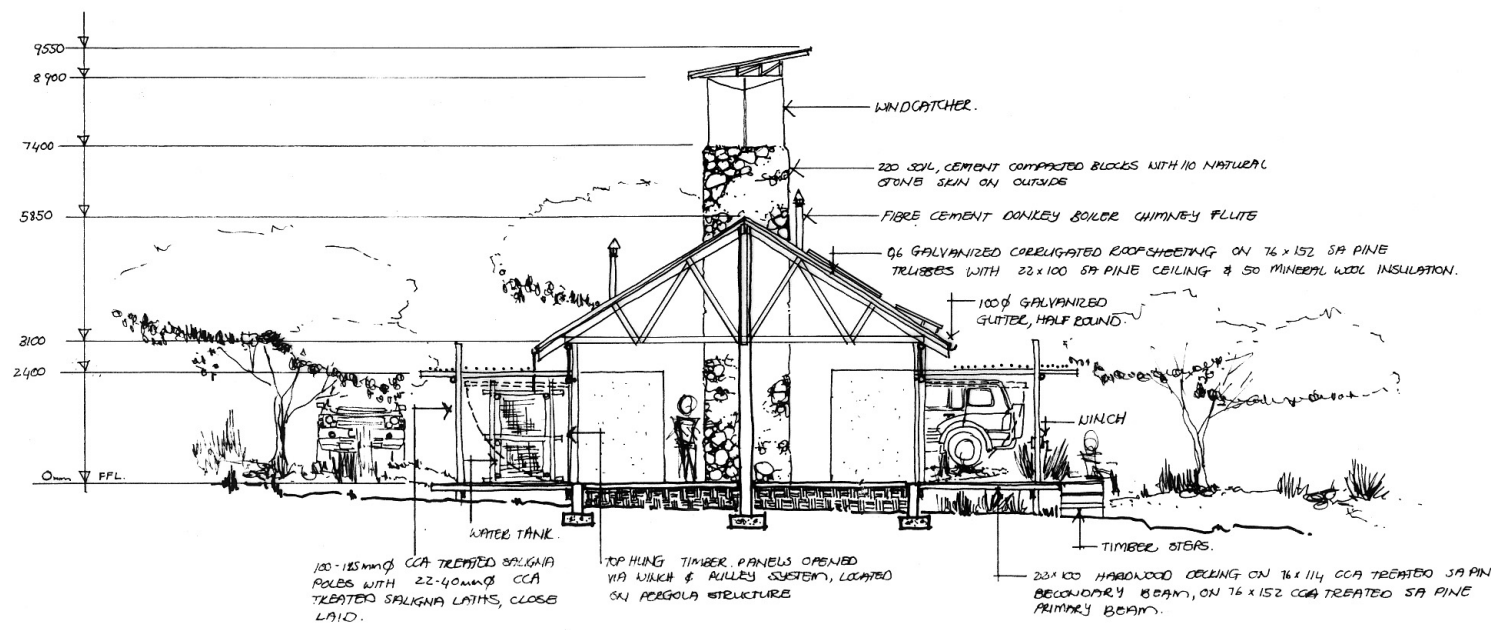 9550
8900
WINDCATCHER.
7400
220 SOIL, CEMENT COMPACTED BLOCKS WITH 110 NATURAL
STONE SKIN ON OUTSIDE
5850
FIBRE CEMENT DONKEY BOILER CHIMNEY FLUTE
0,6 GALVANIZED CORRUGATED ROOFSHEETING ON 76 x 152 SA PINE
TRUSSES WITH 22 x 100 SA PINE CEILING & 50 MINERAL WOOL INSULATION.
100 Ø GALVANIZED
GUTTER, HALF ROUND.
3100
2400
WINCH
0mm FFL.
WATER TANK.
TIMBER STEPS.
100-125mmØ CCA TREATED SALIGNA
POLES WITH 22-40mmØ CCA
TREATED SALIGNA LATHS, CLOSE
LAID.
TOP HUNG TIMBER PANELS OPENED
VIA WINCH & PULLEY SYSTEM, LOCATED
ON PERGOLA STRUCTURE
HARDWOOD DECKING ON 76 x 114 CCA TREATED SA PIN
SECONDARY BEAM, ON 76 x 152 CCA TREATED SA PINE
PRIMARY BEAM.